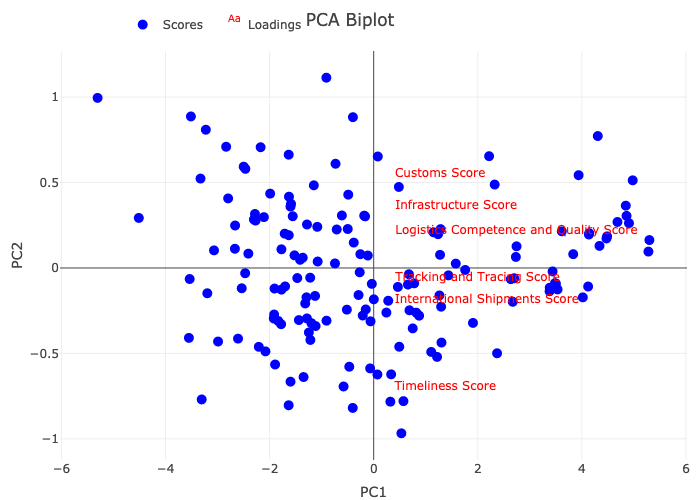 PCA Biplot
Scores
Aa Loadings
1
0.5
0
−0.5
−1
PC2
Customs Score
Infrastructure Score
Logistics Competence and Quality Score
Tracking and Tracing Score
International Shipments Score
Timeliness Score
−6 −4 −2 0 2 4 6
PC1